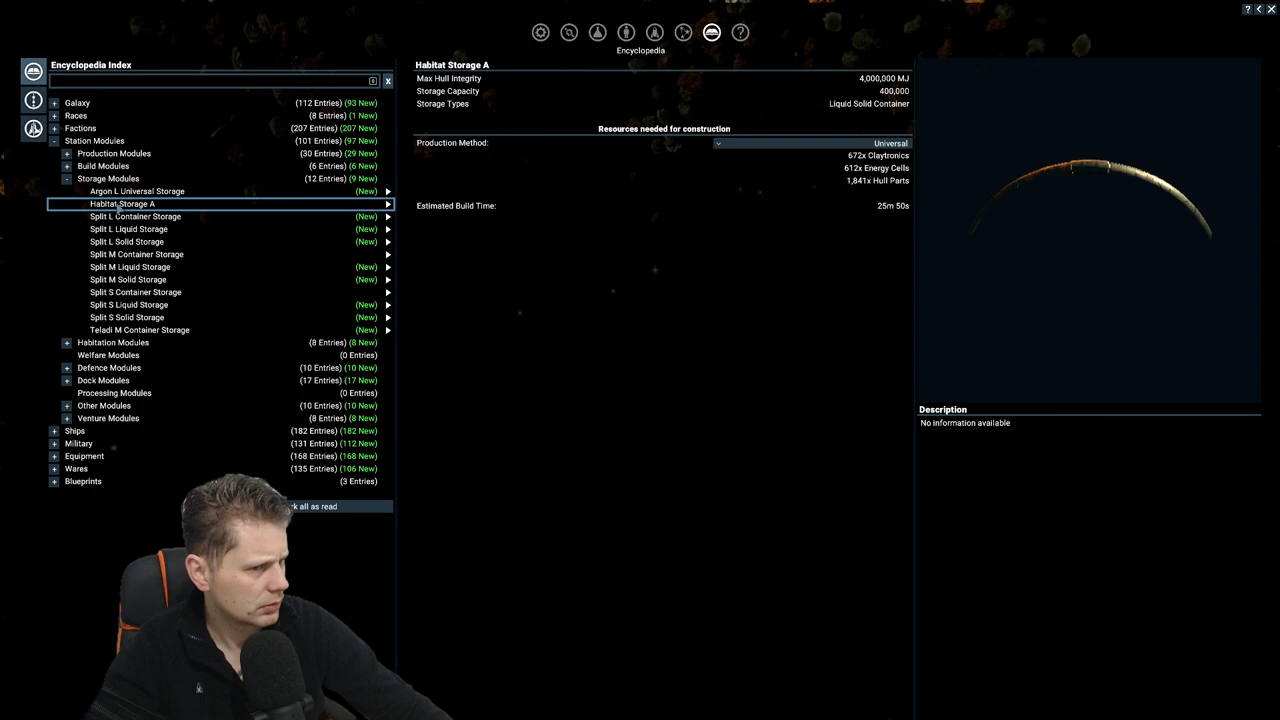 ? < X
Encyclopedia
Encyclopedia Index
x
Galaxy (112 Entries) (93 New)
Races (8 Entries) (1 New)
Factions (207 Entries) (207 New)
Station Modules (101 Entries) (97 New)
Production Modules (30 Entries) (29 New)
Build Modules (6 Entries) (6 New)
Storage Modules (12 Entries) (9 New)
Argon L Universal Storage (New)
Habitat Storage A
Split L Container Storage (New)
Split L Liquid Storage (New)
Split L Solid Storage (New)
Split M Container Storage
Split M Liquid Storage (New)
Split M Solid Storage (New)
Split S Container Storage
Split S Liquid Storage (New)
Split S Solid Storage (New)
Teladi M Container Storage (New)
Habitation Modules (8 Entries) (8 New)
Welfare Modules (0 Entries)
Defence Modules (10 Entries) (10 New)
Dock Modules (17 Entries) (17 New)
Processing Modules (0 Entries)
Other Modules (10 Entries) (10 New)
Venture Modules (8 Entries) (8 New)
Ships (182 Entries) (182 New)
Military (131 Entries) (112 New)
Equipment (168 Entries) (168 New)
Wares (135 Entries) (106 New)
Blueprints (3 Entries)
all as read
Habitat Storage A
Max Hull Integrity 4,000,000 MJ
Storage Capacity 400,000
Storage Types Liquid Solid Container
Resources needed for construction
Production Method: Universal
672x Claytronics
612x Energy Cells
1,841x Hull Parts
Estimated Build Time: 25m 50s
Description
No information available